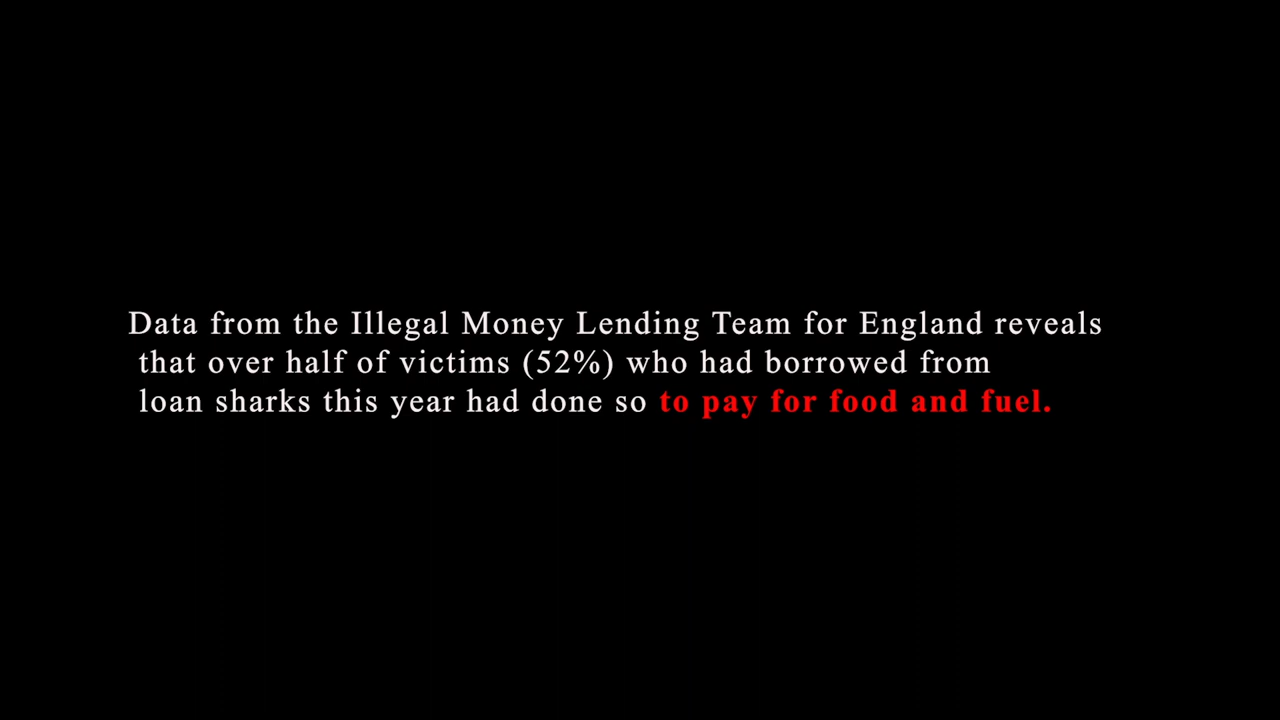 Data from the Illegal Money Lending Team for England reveals
that over half of victims (52%) who had borrowed from
loan sharks this year had done so to pay for food and fuel.